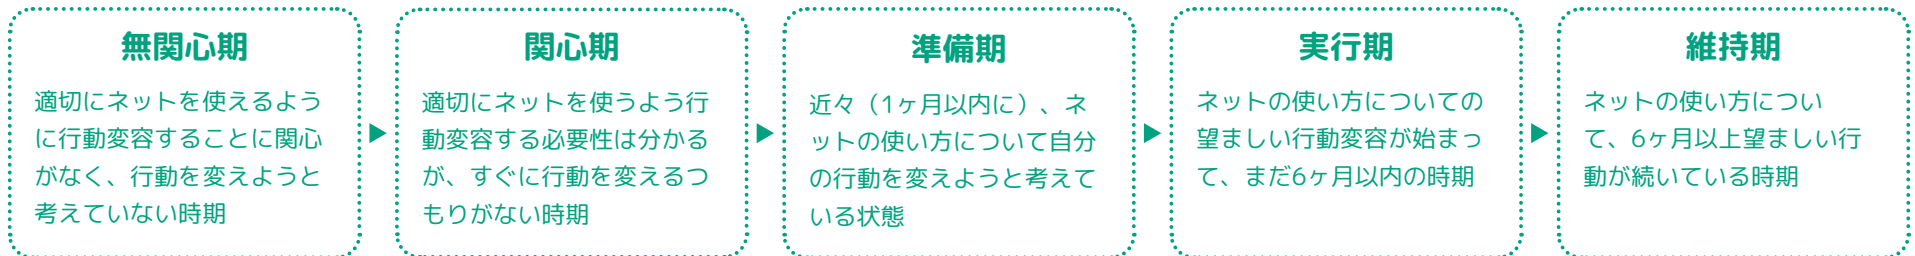 無関心期
適切にネットを使えるよう
に行動変容することに関心
がなく、行動を変えようと
考えていない時期
関心期
適切にネットを使うよう行
動変容する必要性は分かる
が、すぐに行動を変えるつ
もりがない時期
準備期
近々（1ヶ月以内に）、ネ
ットの使い方について自分
の行動を変えようと考えて
いる状態
実行期
ネットの使い方についての
望ましい行動変容が始まっ
て、まだ6ヶ月以内の時期
維持期
ネットの使い方につい
て、6ヶ月以上望ましい行
動が続いている時期